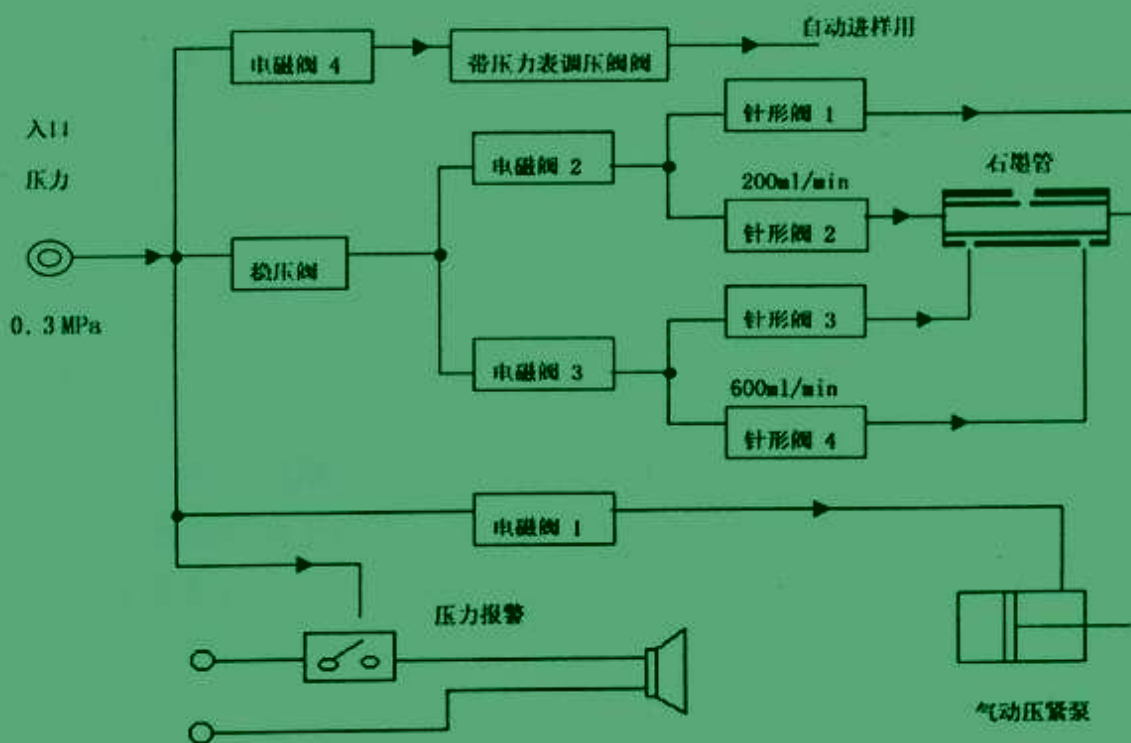 自动进样用
电磁阀 4
带压力表调压阀阀
入口
压力
0.3MPa
稳压阀
电磁阀 2
电磁阀 3
针形阀 1
200ml/min
针形阀 2
石墨管
针形阀 3
600ml/min
针形阀 4
电磁阀 1
压力报警
气动压紧泵